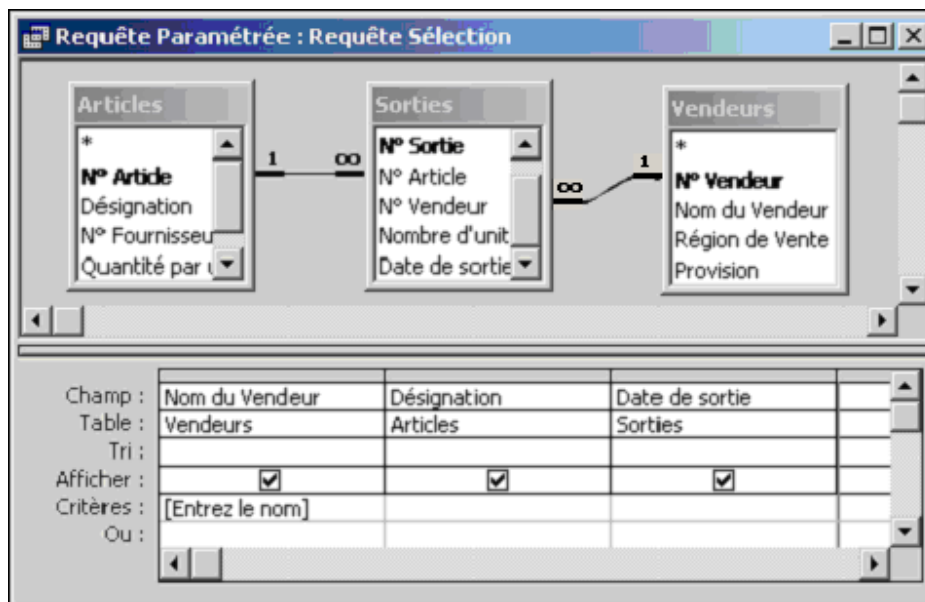 Requête Paramétrée : Requête Sélection
Articles
*
N° Article
Désignation
N° Fournisseu
Quantité par u
1
∞
Sorties
N° Sortie
N° Article
N° Vendeur
Nombre d'unit
Date de sortie
∞
1
Vendeurs
*
N° Vendeur
Nom du Vendeur
Région de Vente
Provision
Champ : Nom du Vendeur Désignation Date de sortie
Table : Vendeurs Articles Sorties
Tri :
Afficher :
Critères : [Entrez le nom]
Ou :